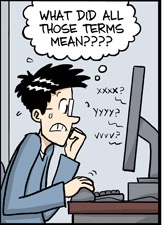 WHAT DID ALL
THOSE TERMS
MEAN????
xxxx?
yyyy?
vvvv?